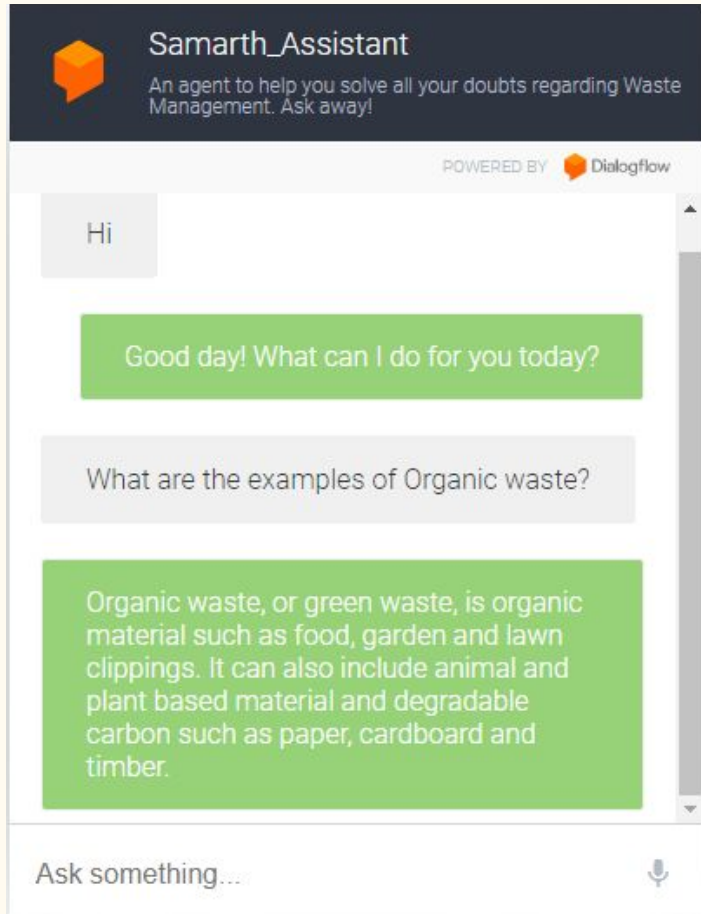 Samarth_Assistant
An agent to help you solve all your doubts regarding Waste
Management. Ask away!
POWERED BY Dialogflow
Hi
Good day! What can I do for you today?
What are the examples of Organic waste?
Organic waste, or green waste, is organic
material such as food, garden and lawn
clippings. It can also include animal and
plant based material and degradable
carbon such as paper, cardboard and
timber.
Ask something...